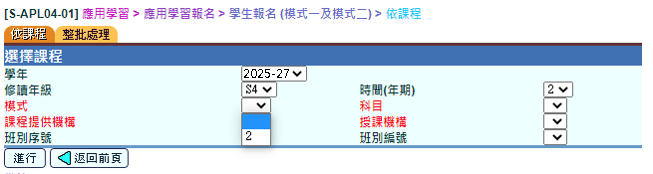 [S-APL04-01] 應用學習 > 應用學習報名 > 學生報名 (模式一及模式二) > 依課程
依課程 整批處理
選擇課程
學年 2025-27
修讀年級 S4 時間(年期) 2
模式 科目
課程提供機構 授課機構
2
班別序號 班別編號
進行 返回前頁